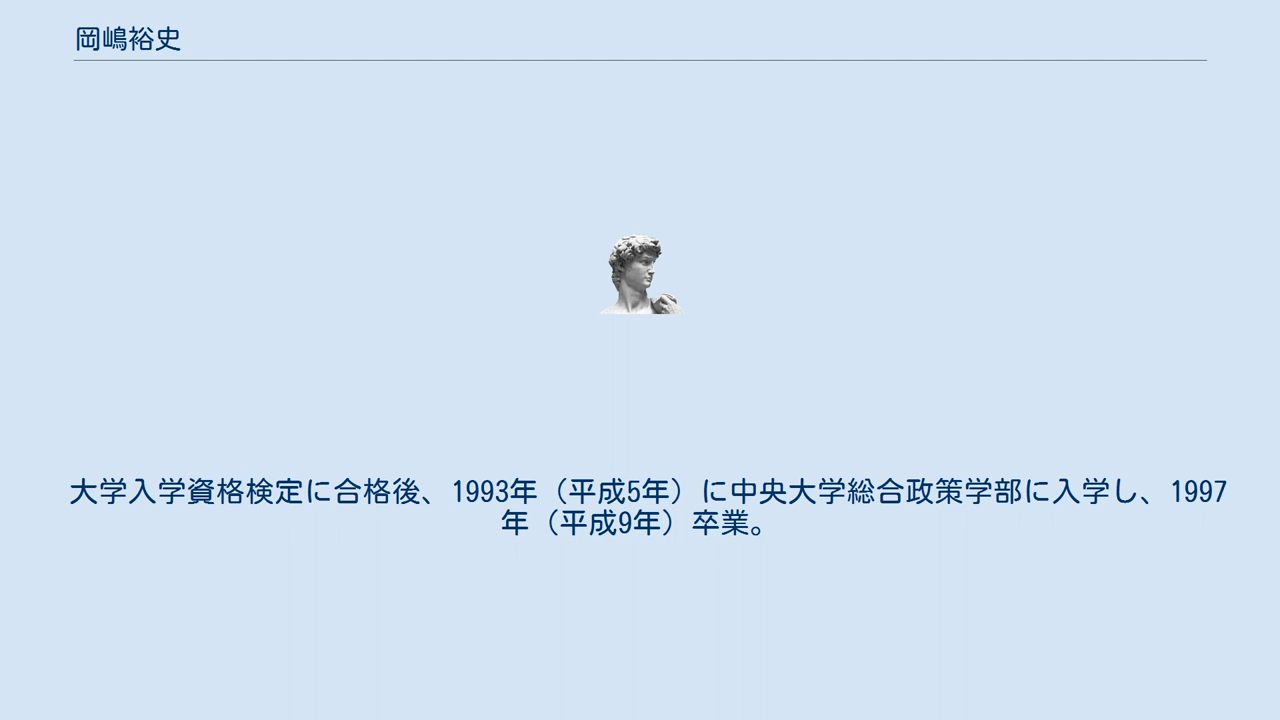 岡嶋裕史
大学入学資格検定に合格後、1993年（平成5年）に中央大学総合政策学部に入学し、1997
年（平成9年）卒業。